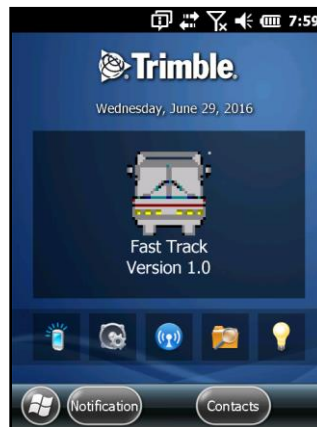 7:59
Trimble.
Wednesday, June 29, 2016
Fast Track
Version 1.0
Notification
Contacts